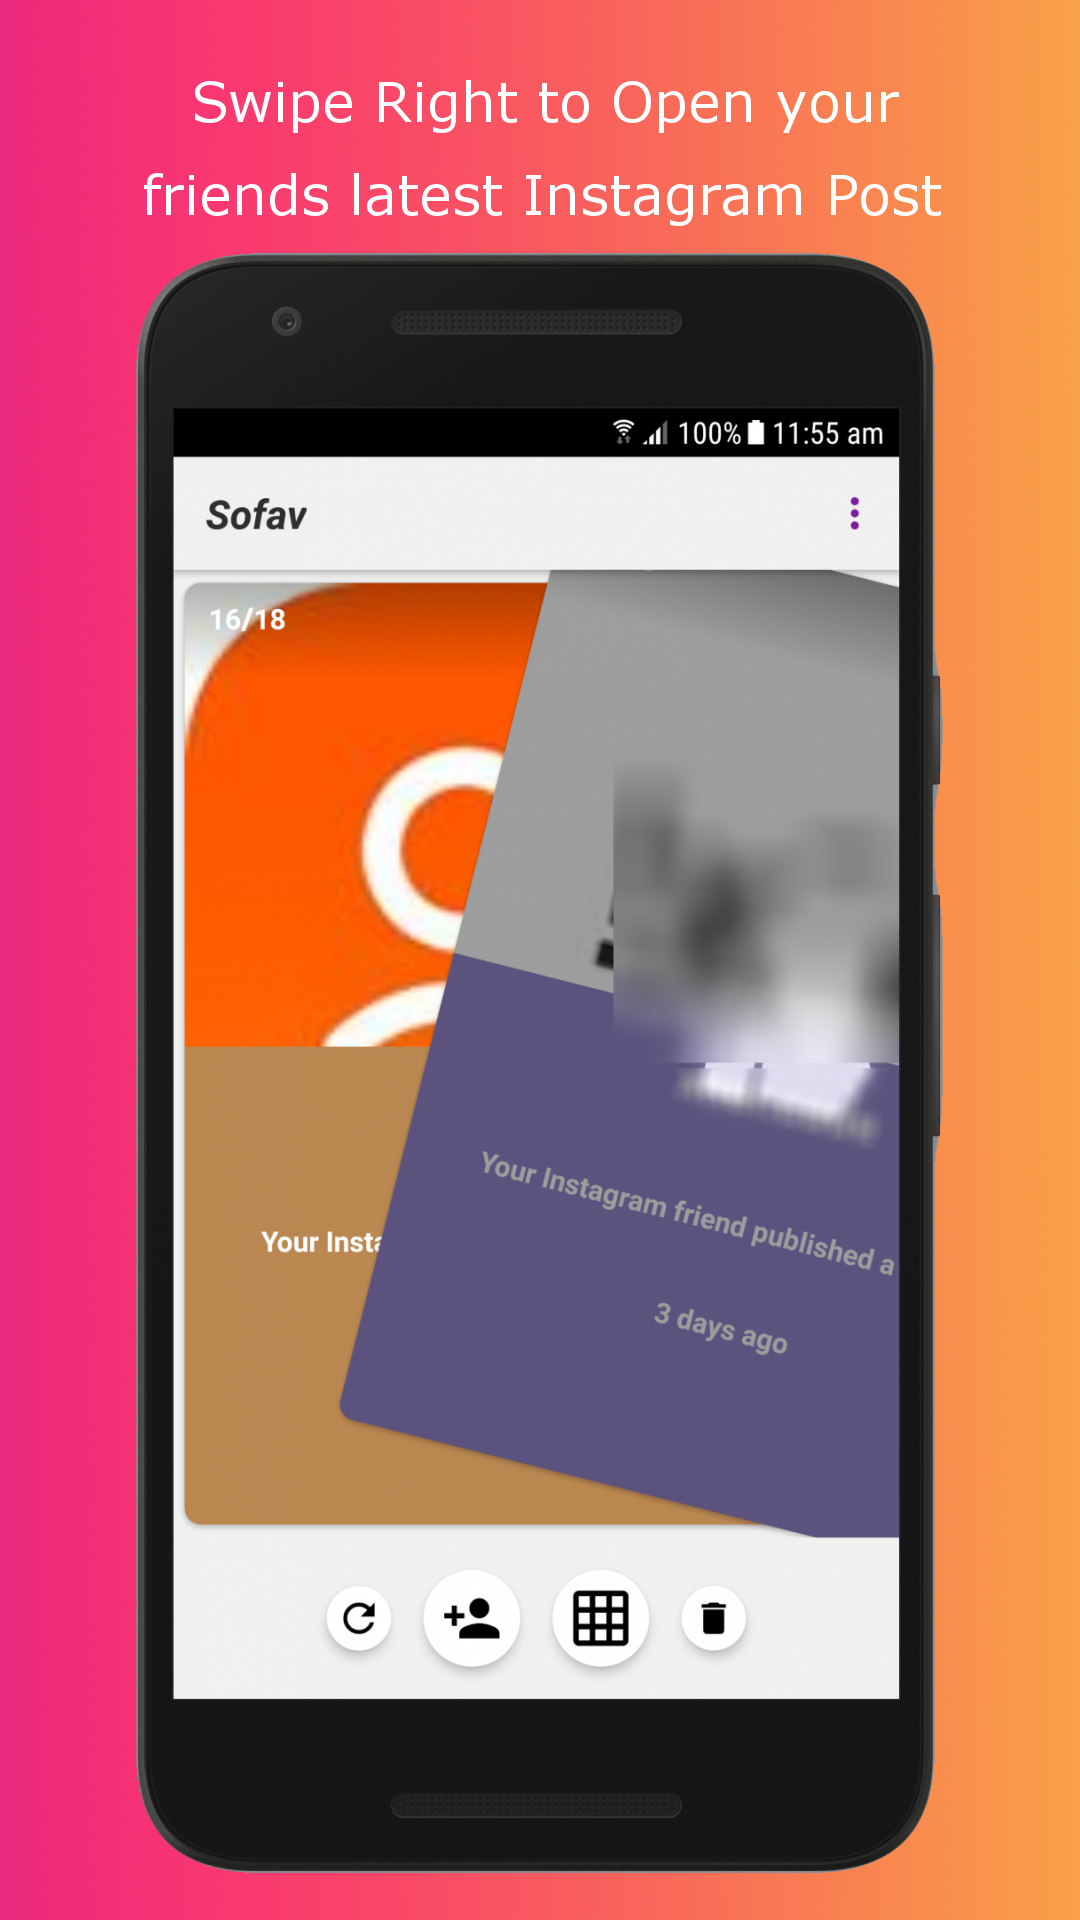 Swipe Right to Open your
friends latest Instagram Post
100% 11:55 am
Sofav
16/18
Your Instagram friend published a
3 days ago
Your Insta